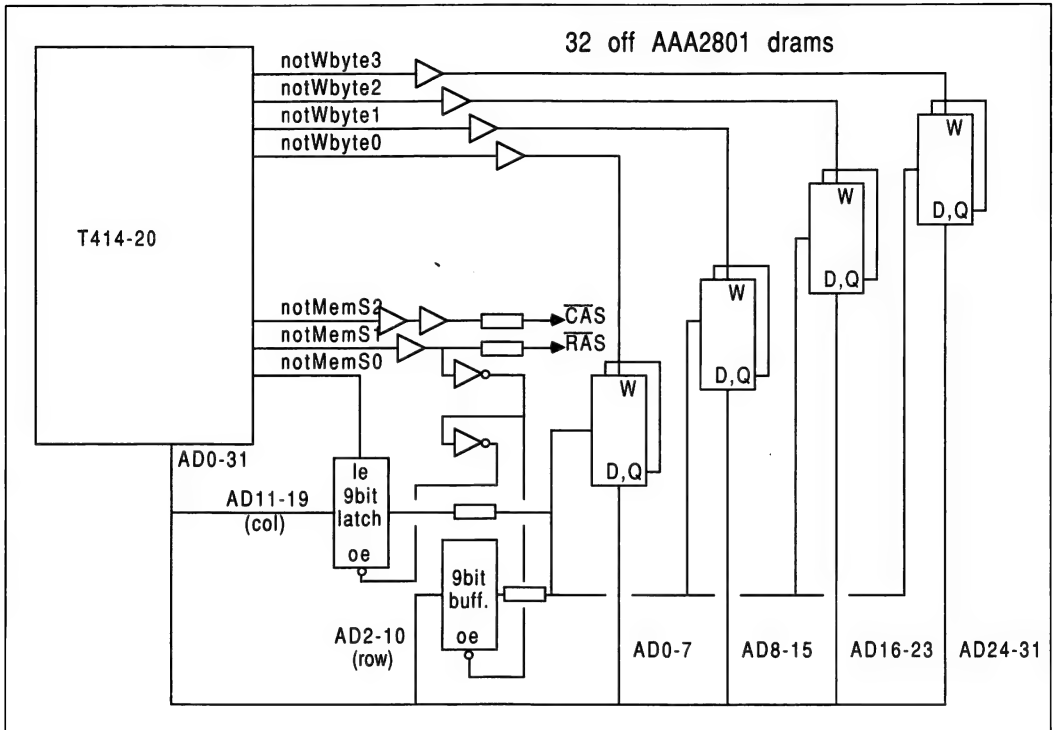 32 off AAA2801 drams
notWbyte3
notWbyte2
notWbyte1
notWbyte0
T414-20
notMemS2
notMemS1
notMemS0
CAS
RAS
W
D,Q
W
D,Q
W
D,Q
W
D,Q
AD0-31
AD11-19
(col)
le
9bit
latch
oe
9bit
buff.
oe
AD2-10
(row)
AD0-7
AD8-15
AD16-23
AD24-31